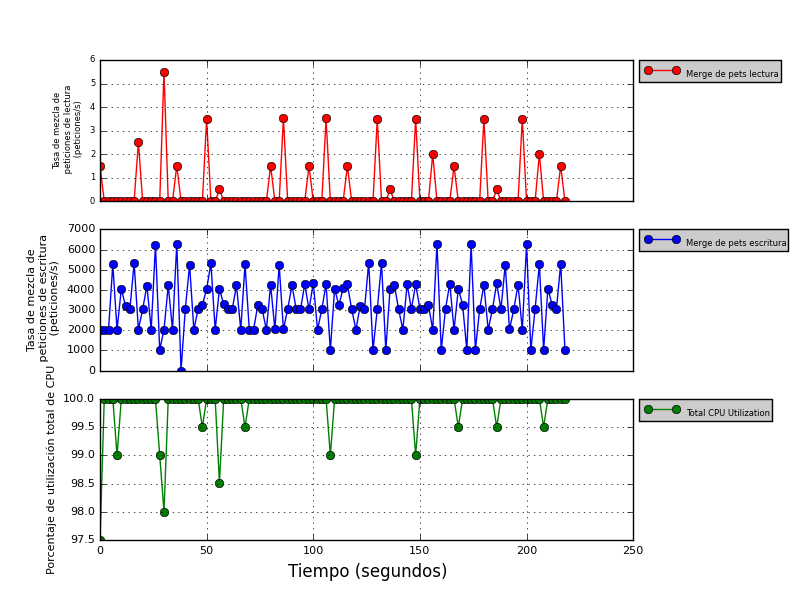 6
5
4
3
2
1
0
Tasa de mezcla de
peticiones de lectura
(peticiones/s)
Merge de pets lectura
7000
6000
5000
4000
3000
2000
1000
0
Tasa de mezcla de
peticiones de escritura
(peticiones/s)
Merge de pets escritura
100.0
99.5
99.0
98.5
98.0
97.5
Porcentaje de utilización total de CPU
Total CPU Utilization
0 50 100 150 200 250
Tiempo (segundos)